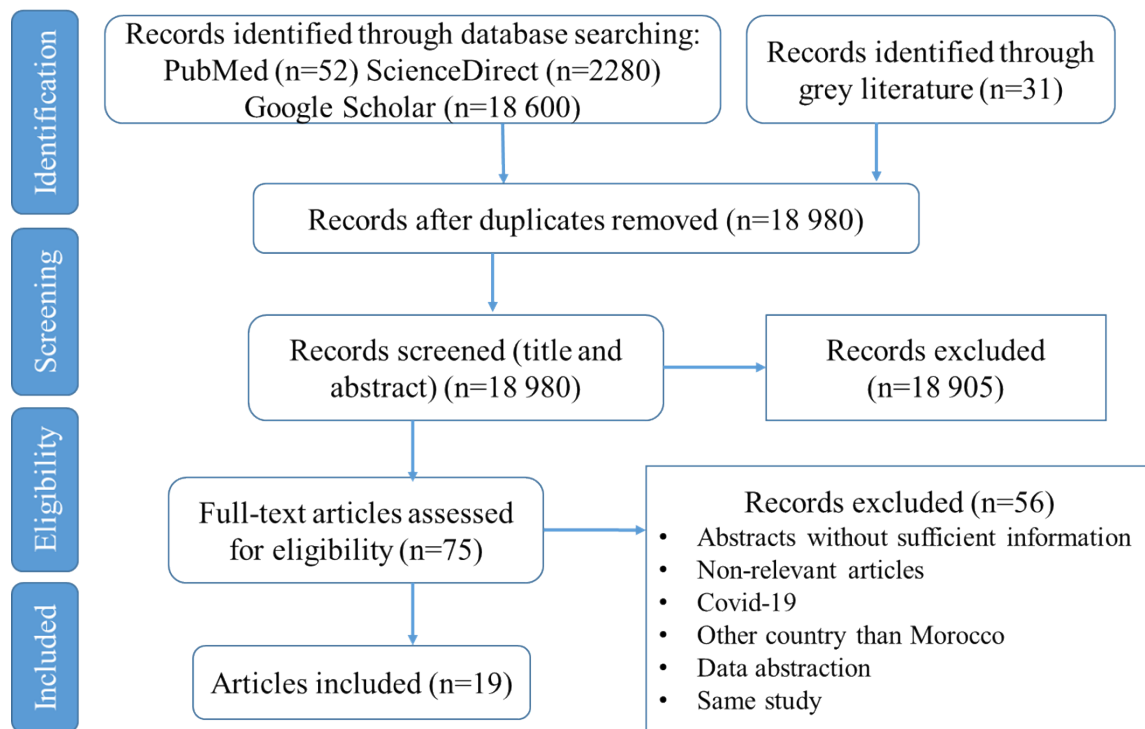 Identification
Records identified through database searching:
PubMed (n=52) ScienceDirect (n=2280)
Google Scholar (n=18 600)
Records identified through
grey literature (n=31)
Records after duplicates removed (n=18 980)
Screening
Records screened (title and
abstract) (n=18 980)
Records excluded
(n=18 905)
Eligibility
Full-text articles assessed
for eligibility (n=75)
Records excluded (n=56)
• Abstracts without sufficient information
• Non-relevant articles
• Covid-19
• Other country than Morocco
• Data abstraction
• Same study
Included
Articles included (n=19)